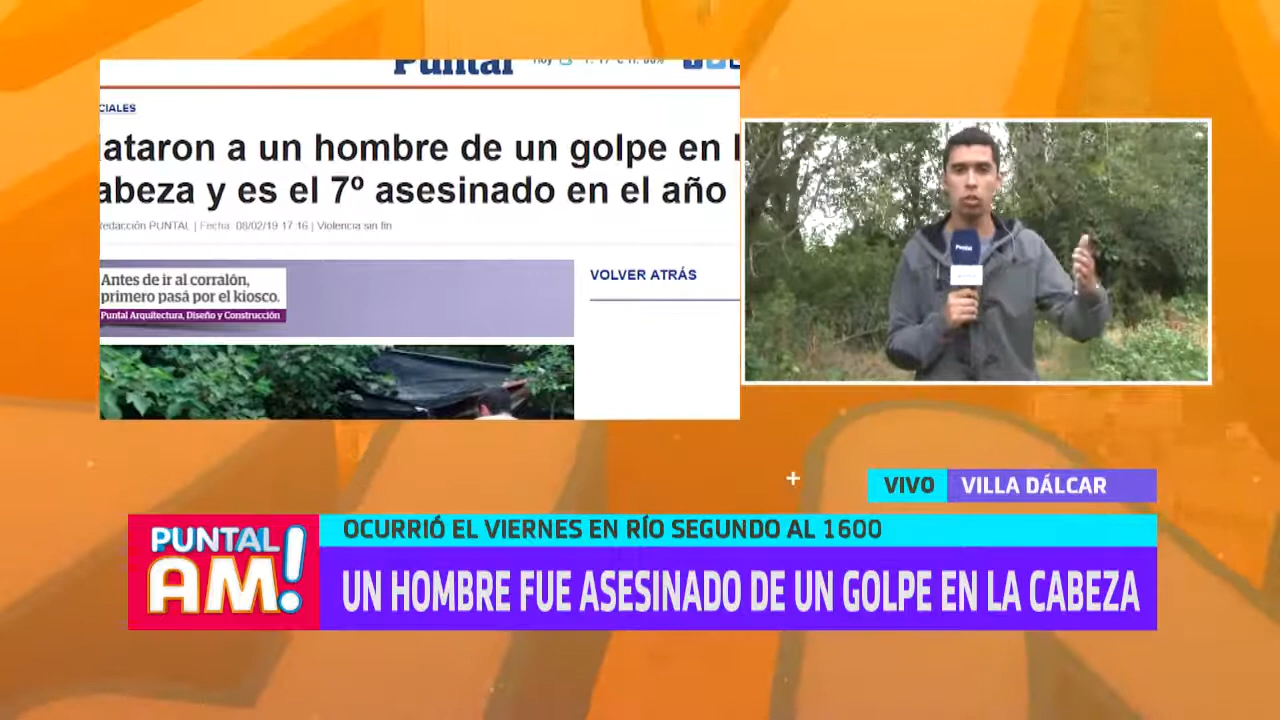 Puntal
CIALES
ataron a un hombre de un golpe en l
abeza y es el 7º asesinado en el año
edacción PUNTAL | Fecha: 08/02/19 17:16 | Violencia sin fin
Antes de ir al corralón,
primero pasá por el kiosco.
Puntal Arquitectura, Diseño y Construcción
VOLVER ATRÁS
Puntal
VIVO VILLA DÁLCAR
PUNTAL
AM!
OCURRIÓ EL VIERNES EN RÍO SEGUNDO AL 1600
UN HOMBRE FUE ASESINADO DE UN GOLPE EN LA CABEZA